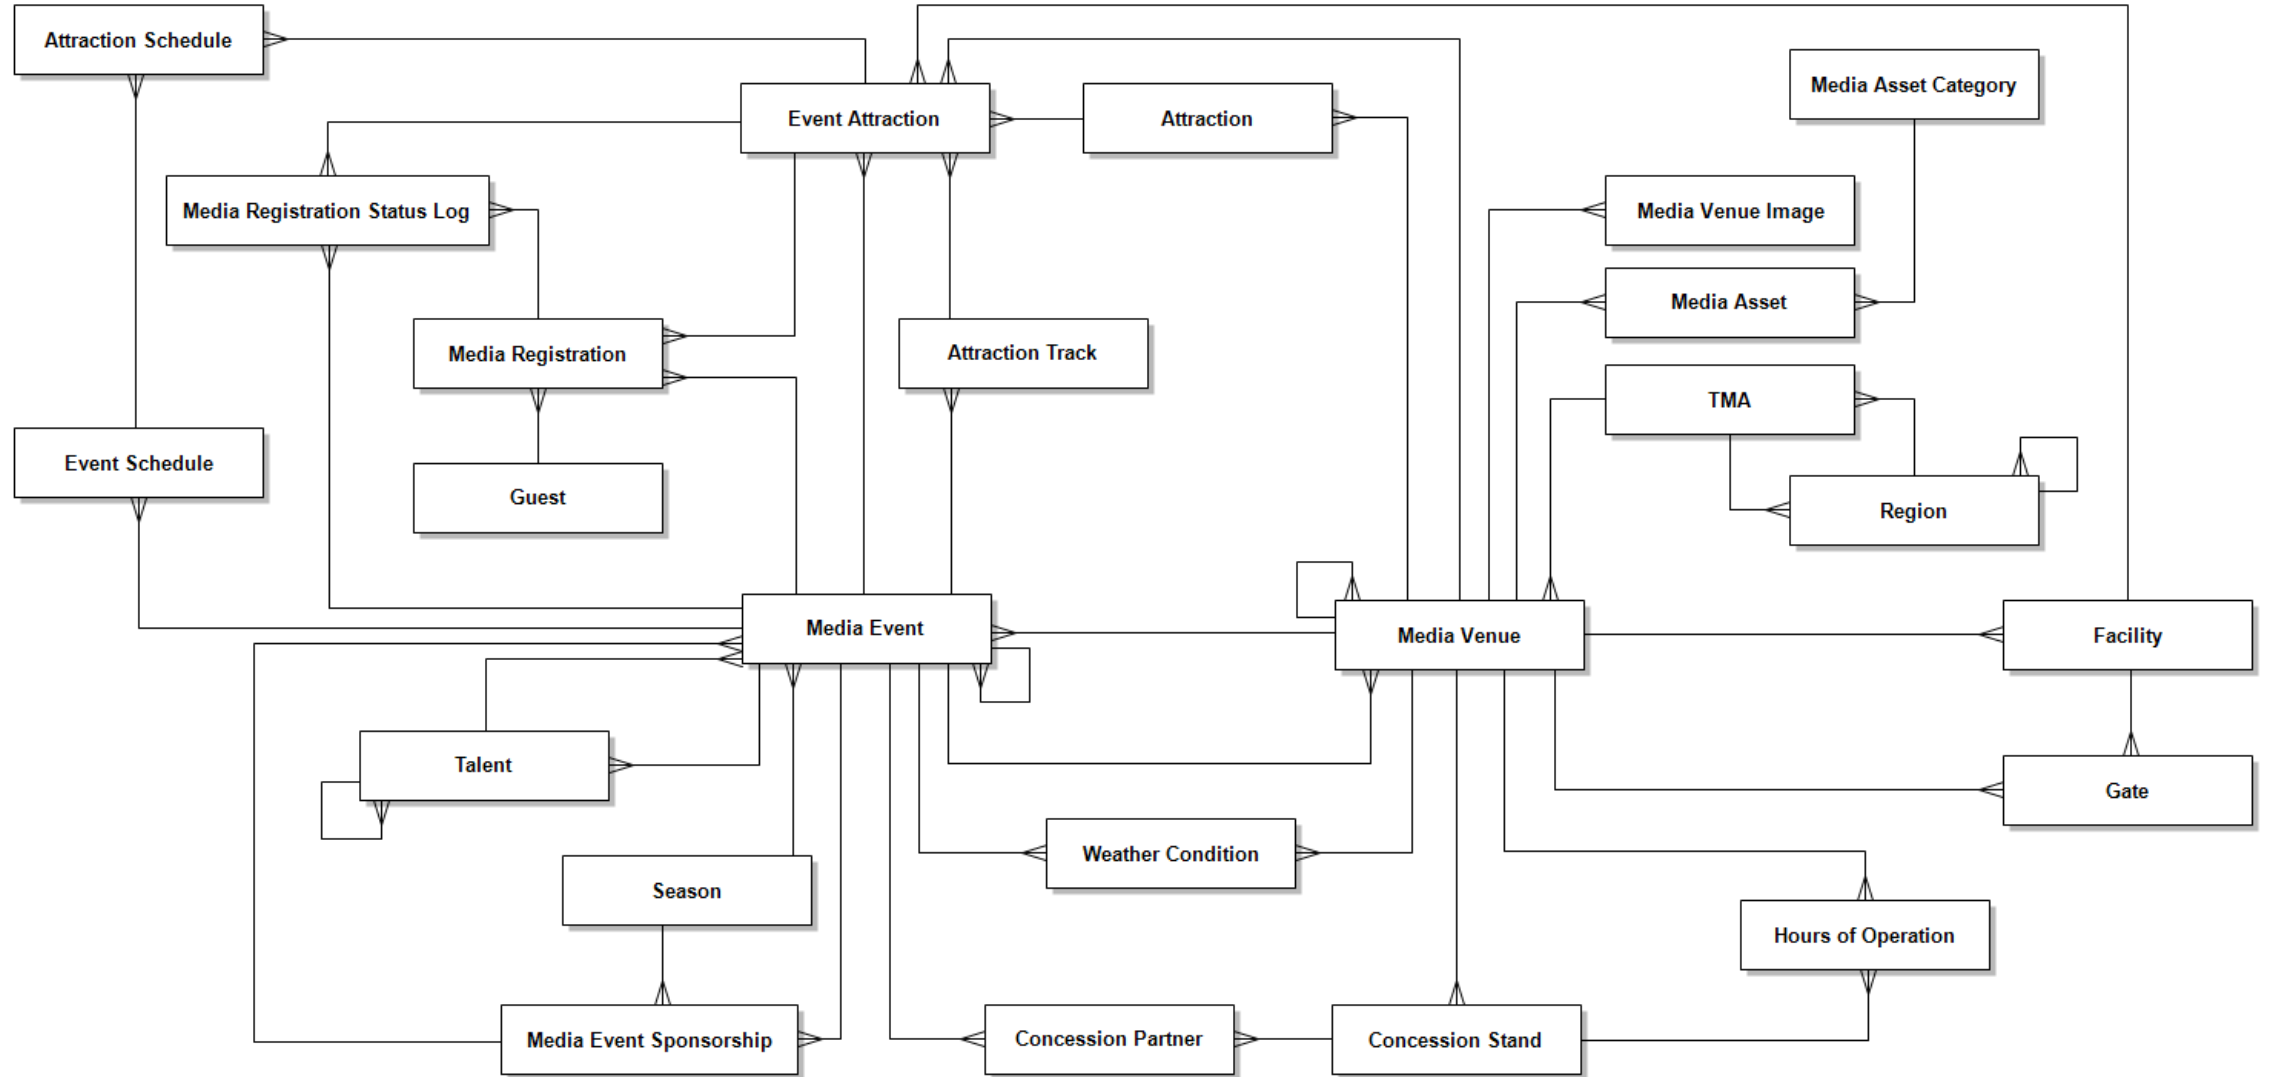 Attraction Schedule
Media Asset Category
Event Attraction
Attraction
Media Registration Status Log
Media Venue Image
Media Asset
Media Registration
Attraction Track
TMA
Event Schedule
Guest
Region
Media Event
Media Venue
Facility
Talent
Gate
Weather Condition
Season
Hours of Operation
Media Event Sponsorship
Concession Partner
Concession Stand